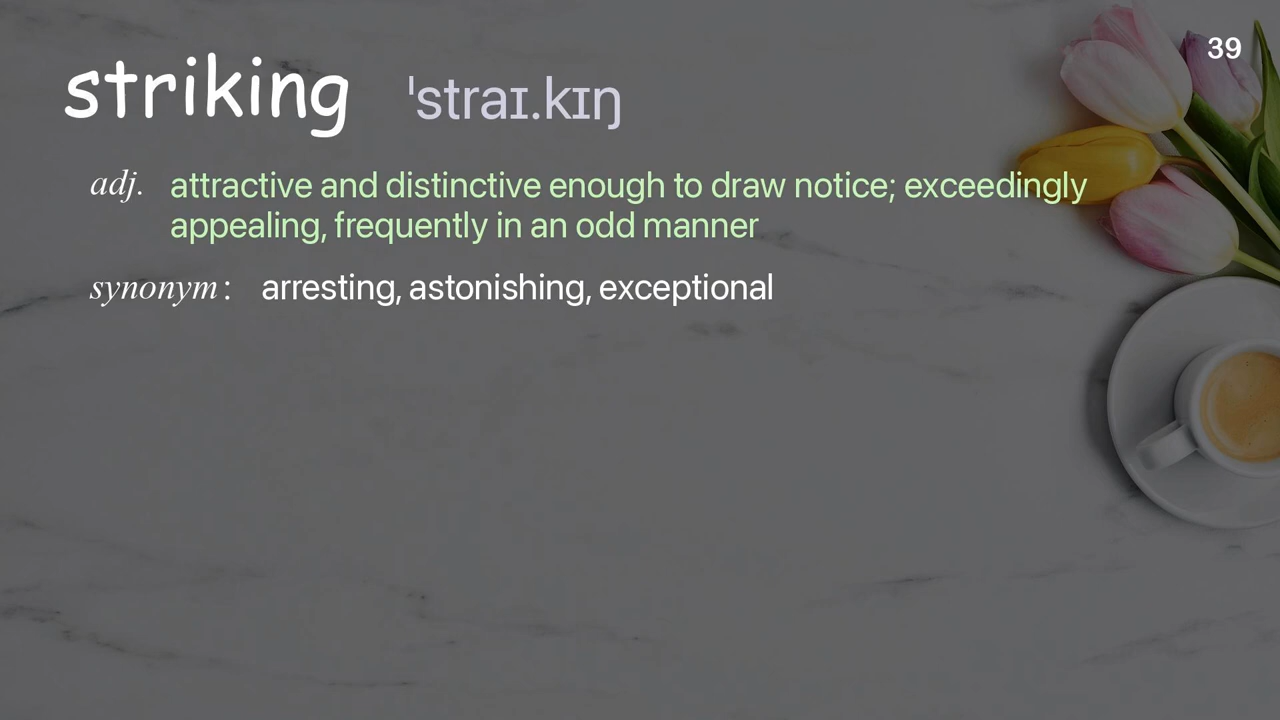 39
striking ˈstraɪ.kɪŋ
adj. attractive and distinctive enough to draw notice; exceedingly
appealing, frequently in an odd manner
synonym: arresting, astonishing, exceptional